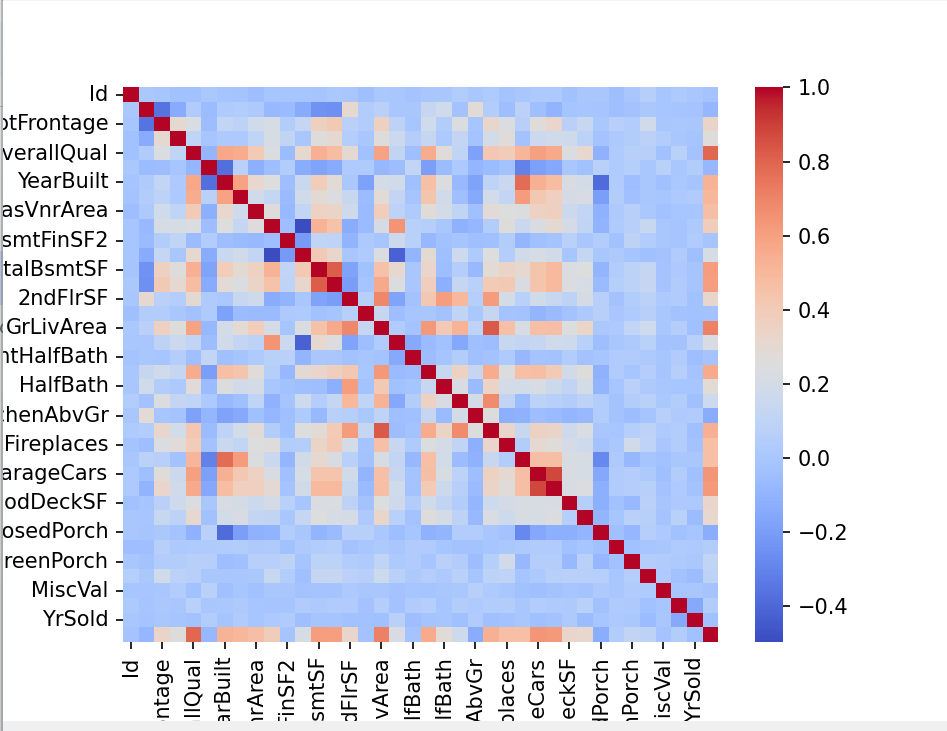 Id
otFrontage
verallQual
YearBuilt
asVnrArea
smtFinSF2
talBsmtSF
2ndFlrSF
GrLivArea
ntHalfBath
HalfBath
chenAbvGr
Fireplaces
arageCars
odDeckSF
osedPorch
reenPorch
MiscVal
YrSold
1.0
0.8
0.6
0.4
0.2
0.0
−0.2
−0.4
Id
ntage
llQual
arBuilt
nrArea
FinSF2
smtSF
dFlrSF
vArea
lfBath
lfBath
AbvGr
places
eCars
eckSF
dPorch
nPorch
iscVal
YrSold